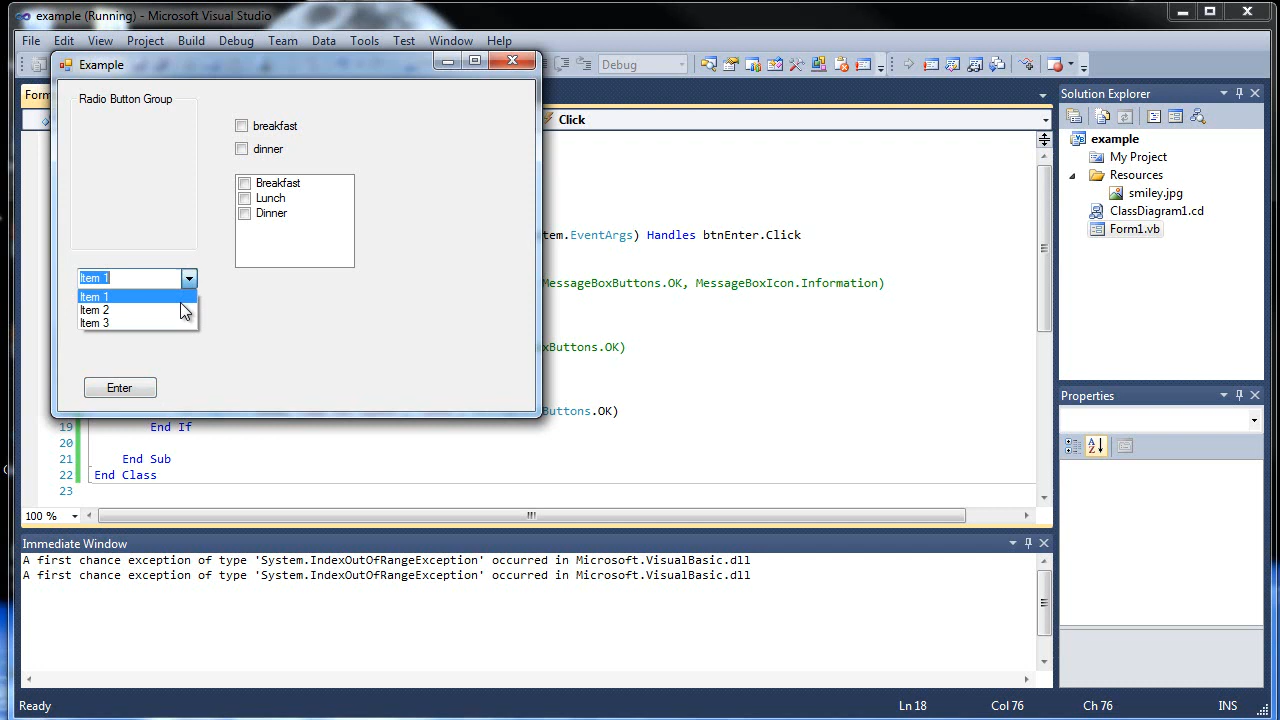 example (Running) - Microsoft Visual Studio
File Edit View Project Build Debug Team Data Tools Test Window Help
Example
Debug
Radio Button Group
breakfast
dinner
Breakfast
Lunch
Dinner
Item 1
Item 1
Item 2
Item 3
Enter
Form
Click
tem.EventArgs) Handles btnEnter.Click
MessageBoxButtons.OK, MessageBoxIcon.Information)
xButtons.OK)
Buttons.OK)
19 End If
20
21 End Sub
22 End Class
23
100 %
Solution Explorer
example
My Project
Resources
smiley.jpg
ClassDiagram1.cd
Form1.vb
Properties
Immediate Window
A first chance exception of type 'System.IndexOutOfRangeException' occurred in Microsoft.VisualBasic.dll
A first chance exception of type 'System.IndexOutOfRangeException' occurred in Microsoft.VisualBasic.dll
Ready Ln 18 Col 76 Ch 76 INS